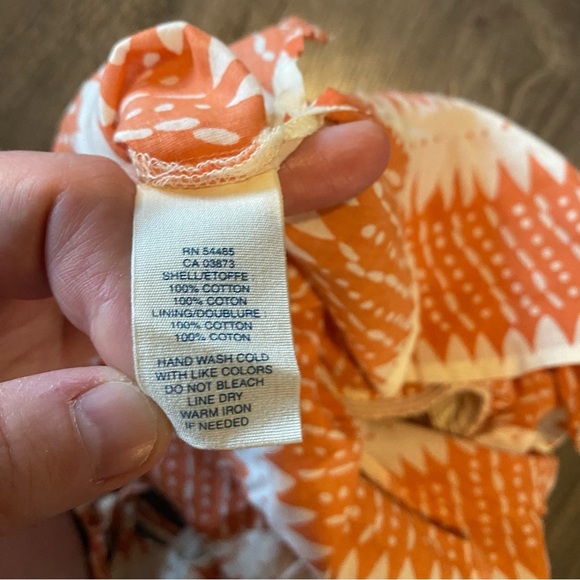 RN 54485
CA 03873
SHELL/ETOFFE :
100% COTTON
100% COTON
LINING/DOUBLURE :
100% COTTON
100% COTON
HAND WASH COLD
WITH LIKE COLORS
DO NOT BLEACH
LINE DRY
WARM IRON
IF NEEDED